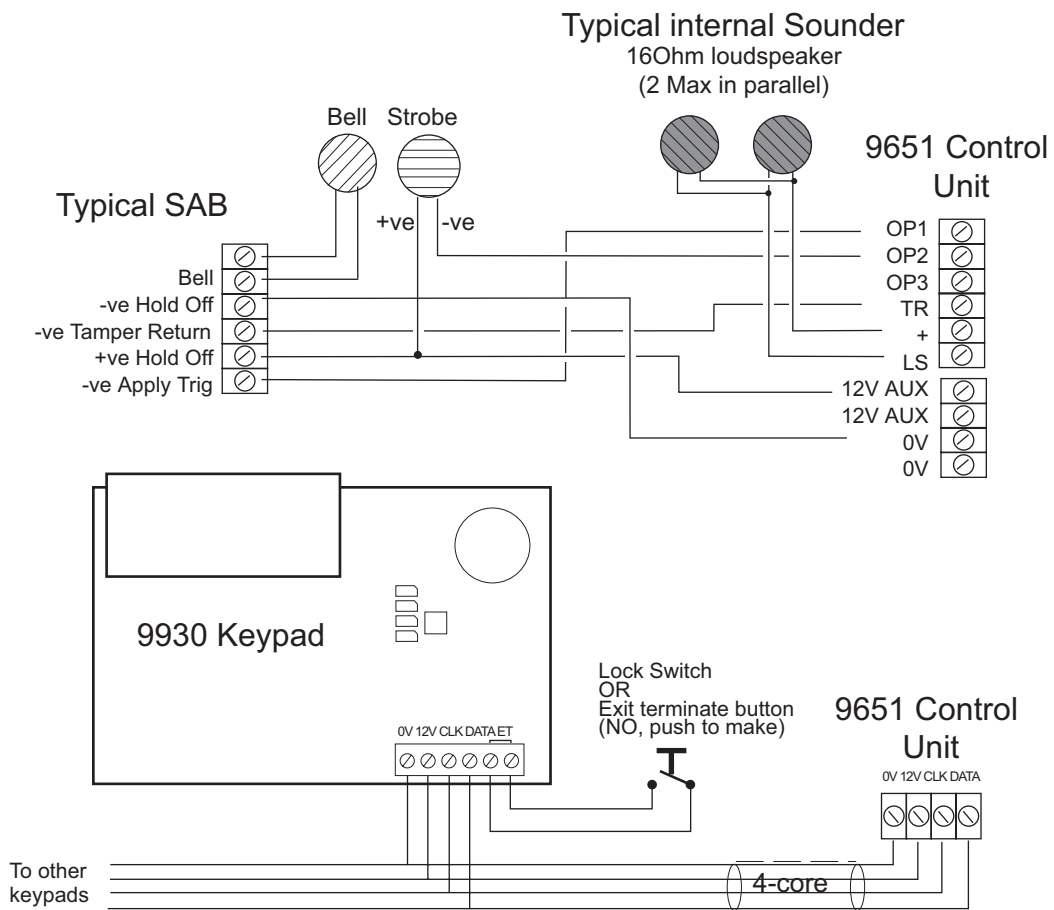 Typical internal Sounder
16Ohm loudspeaker
(2 Max in parallel)
Bell Strobe
9651 Control
Unit
Typical SAB
+ve -ve
Bell
-ve Hold Off
-ve Tamper Return
+ve Hold Off
-ve Apply Trig
OP1
OP2
OP3
TR
+
LS
12V AUX
12V AUX
0V
0V
9930 Keypad
0V 12V CLK DATA ET
Lock Switch
OR
Exit terminate button
(NO, push to make)
9651 Control
Unit
0V 12V CLK DATA
To other
keypads
4-core